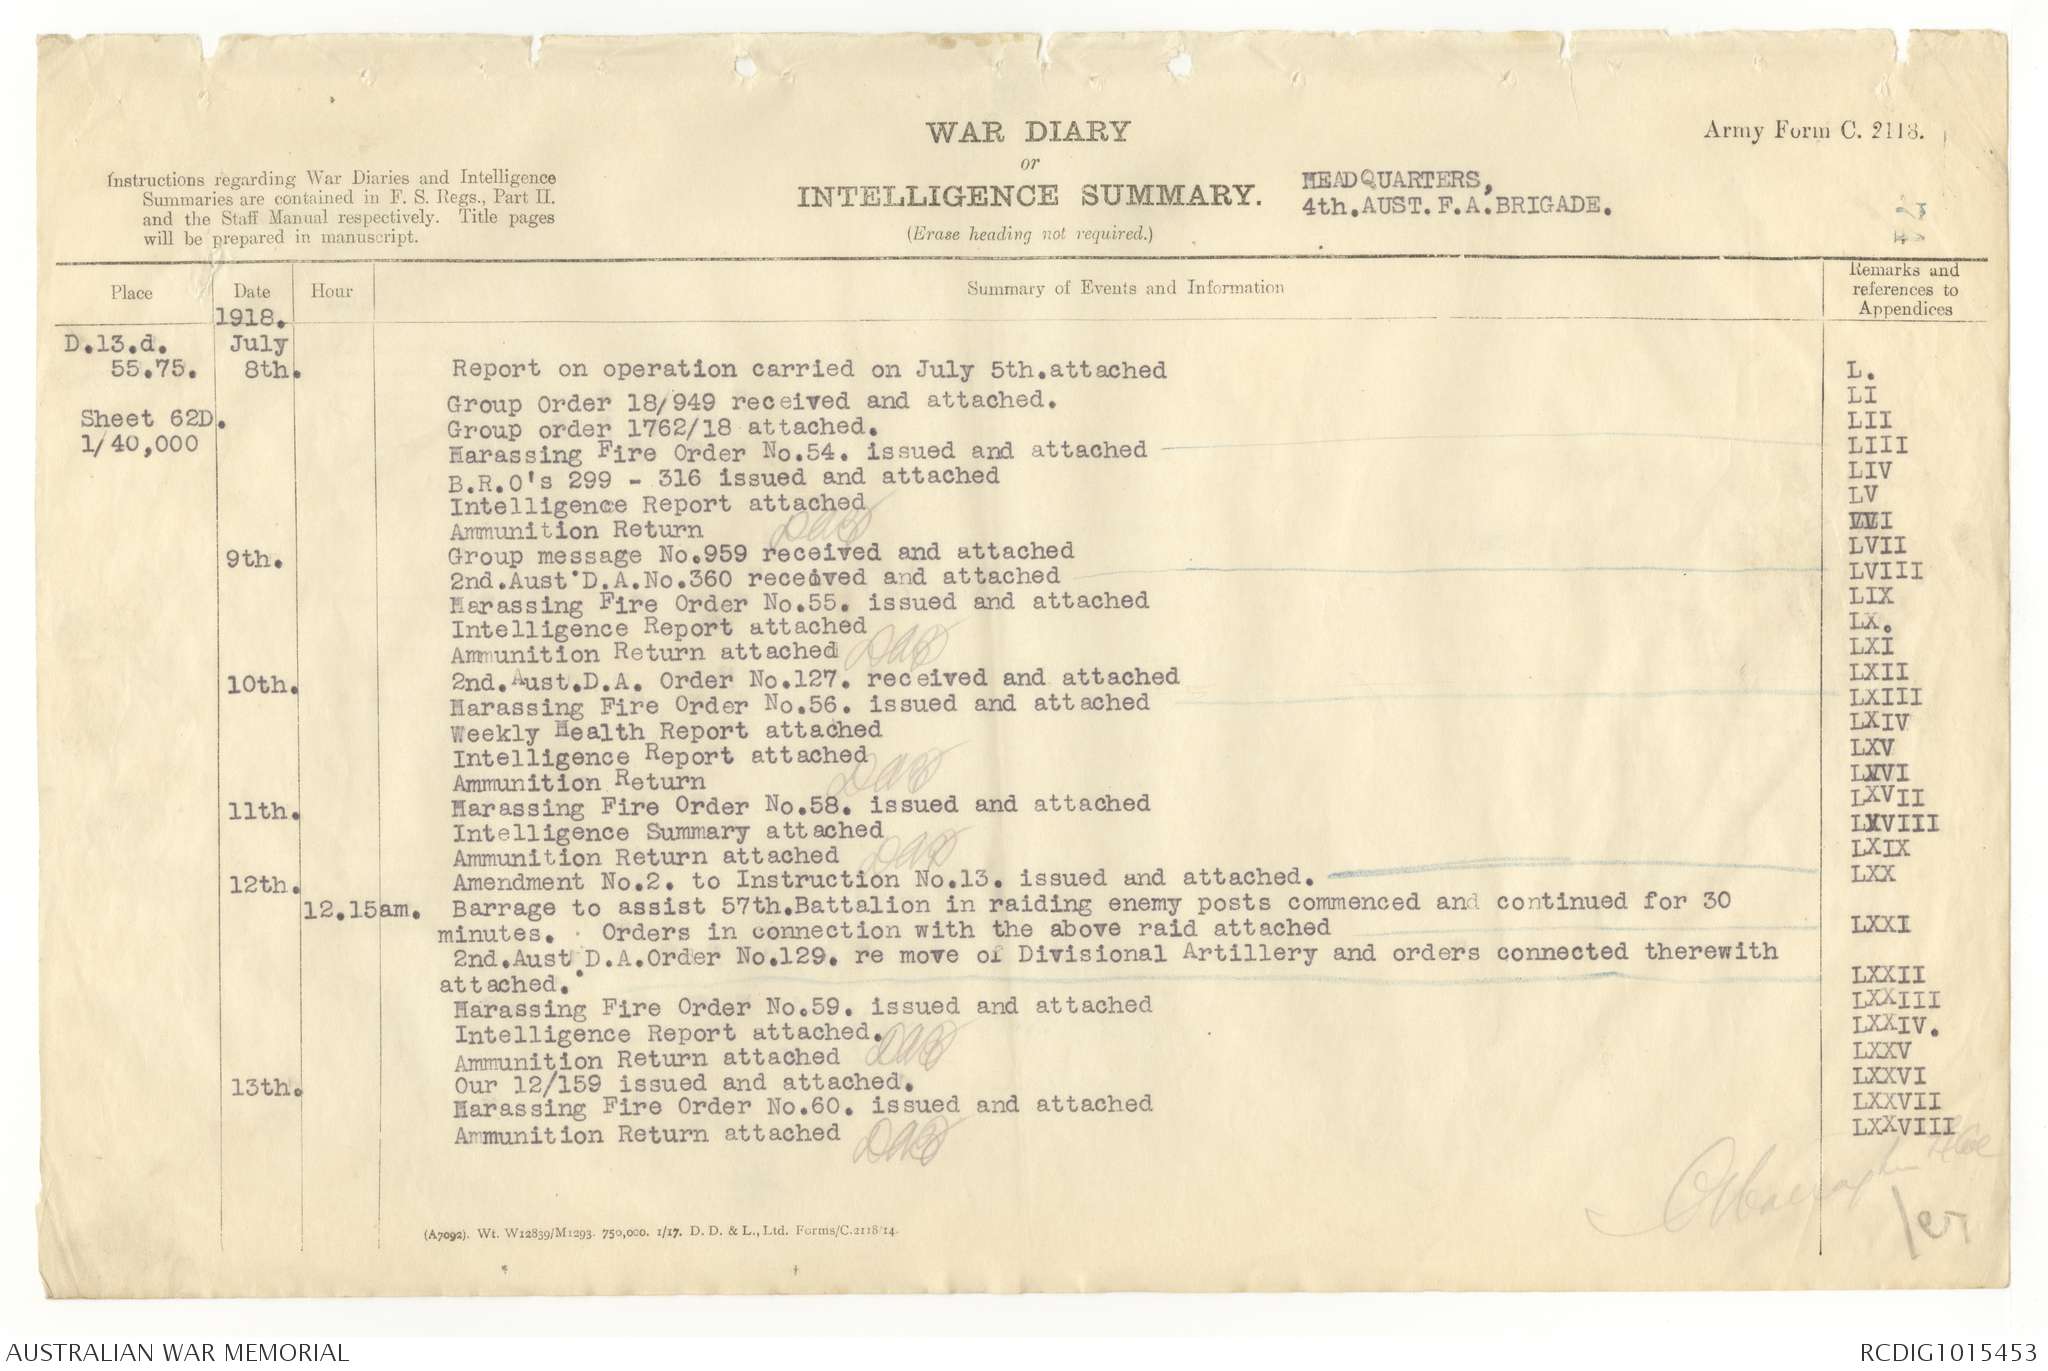 WAR DIARY
or
INTELLIGENCE SUMMARY.
(Erase heading not required.)
Army Form C. 2118.
Instructions regarding War Diaries and Intelligence
Summaries are contained in F. S. Regs., Part II.
and the Staff Manual respectively. Title pages
will be prepared in manuscript.
HEADQUARTERS,
4th.AUST.F.A.BRIGADE.
Place Date Hour Summary of Events and Information Remarks and references to Appendices
1918.
D.13.d. July
55.75. 8th. Report on operation carried on July 5th.attached L.
Group Order 18/949 received and attached. LI
Sheet 62D. Group order 1762/18 attached. LII
1/40,000 Harassing Fire Order No.54. issued and attached LIII
B.R.O's 299 - 316 issued and attached LIV
Intelligence Report attached LV
Ammunition Return LVI
9th. Group message No.959 received and attached LVII
2nd.Aust.D.A.No.360 received and attached LVIII
Harassing Fire Order No.55. issued and attached LIX
Intelligence Report attached LX.
Ammunition Return attached LXI
10th. 2nd.Aust.D.A. Order No.127. received and attached LXII
Harassing Fire Order No.56. issued and attached LXIII
Weekly Health Report attached LXIV
Intelligence Report attached LXV
Ammunition Return LXVI
11th. Harassing Fire Order No.58. issued and attached LXVII
Intelligence Summary attached LXVIII
Ammunition Return attached LXIX
12th. Amendment No.2. to Instruction No.13. issued and attached. LXX
12.15am. Barrage to assist 57th.Battalion in raiding enemy posts commenced and continued for 30
minutes. Orders in connection with the above raid attached LXXI
2nd.Aust.D.A.Order No.129. re move of Divisional Artillery and orders connected therewith
attached. LXXII
Harassing Fire Order No.59. issued and attached LXXIII
Intelligence Report attached. LXXIV.
Ammunition Return attached LXXV
13th. Our 12/159 issued and attached. LXXVI
Harassing Fire Order No.60. issued and attached LXXVII
Ammunition Return attached LXXVIII
(A7092). Wt. W12839/M1293. 750,000. 1/17. D. D. & L., Ltd. Forms/C.2118/14.
AUSTRALIAN WAR MEMORIAL
RCDIG1015453